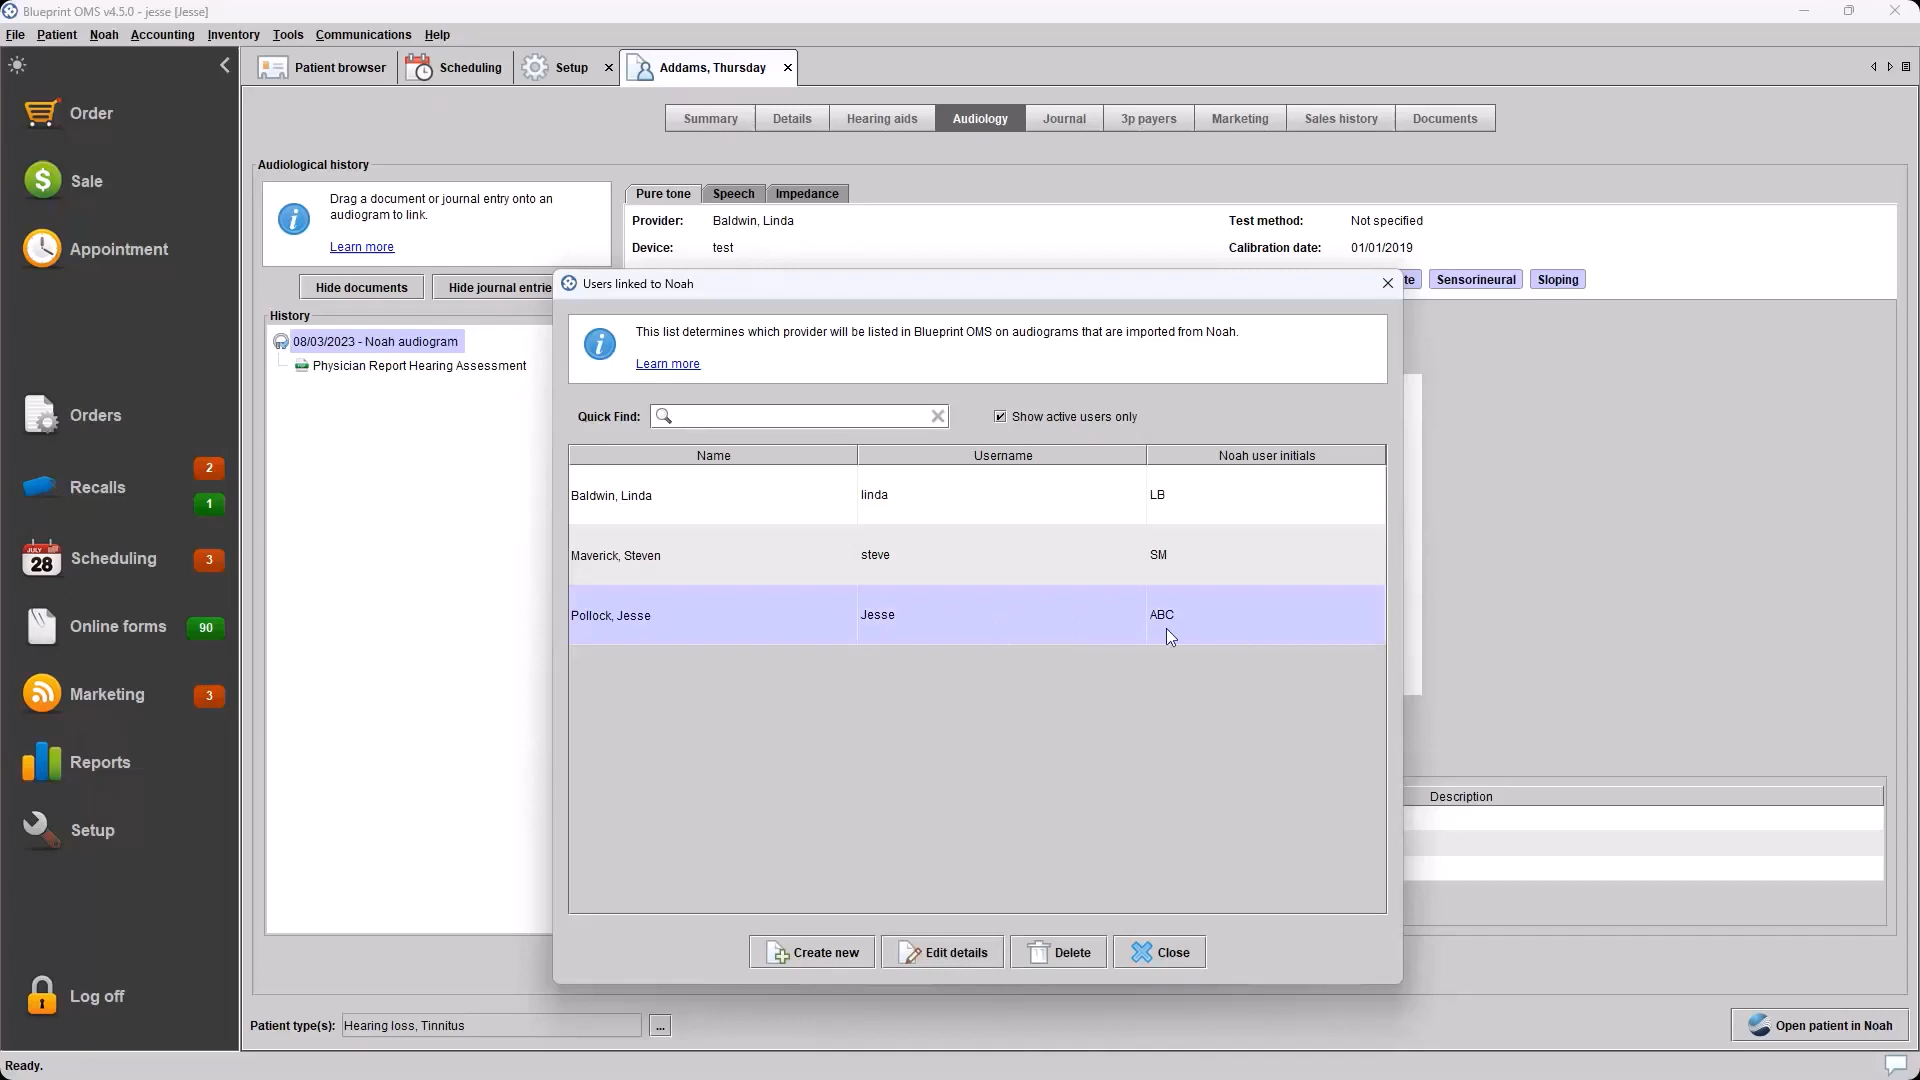 Blueprint OMS v4.5.0 - jesse [Jesse]
File Patient Noah Accounting Inventory Tools Communications Help
Patient browser
Scheduling
Setup
Addams, Thursday
Order
Sale
Appointment
Orders
Recalls
2
1
JULY
28
Scheduling
3
Online forms
90
Marketing
3
Reports
Setup
Log off
Summary Details Hearing aids Audiology Journal 3p payers Marketing Sales history Documents
Audiological history
Drag a document or journal entry onto an
audiogram to link.
Learn more
Hide documents
Hide journal entrie
History
08/03/2023 - Noah audiogram
Physician Report Hearing Assessment
Pure tone Speech Impedance
Provider: Baldwin, Linda
Test method: Not specified
Device: test
Calibration date: 01/01/2019
te
Sensorineural
Sloping
Users linked to Noah
This list determines which provider will be listed in Blueprint OMS on audiograms that are imported from Noah.
Learn more
Quick Find:
Show active users only
Name Username Noah user initials
Baldwin, Linda linda LB
Maverick, Steven steve SM
Pollock, Jesse Jesse ABC
Create new
Edit details
Delete
Close
Description
Patient type(s): Hearing loss, Tinnitus
...
Open patient in Noah
Ready.